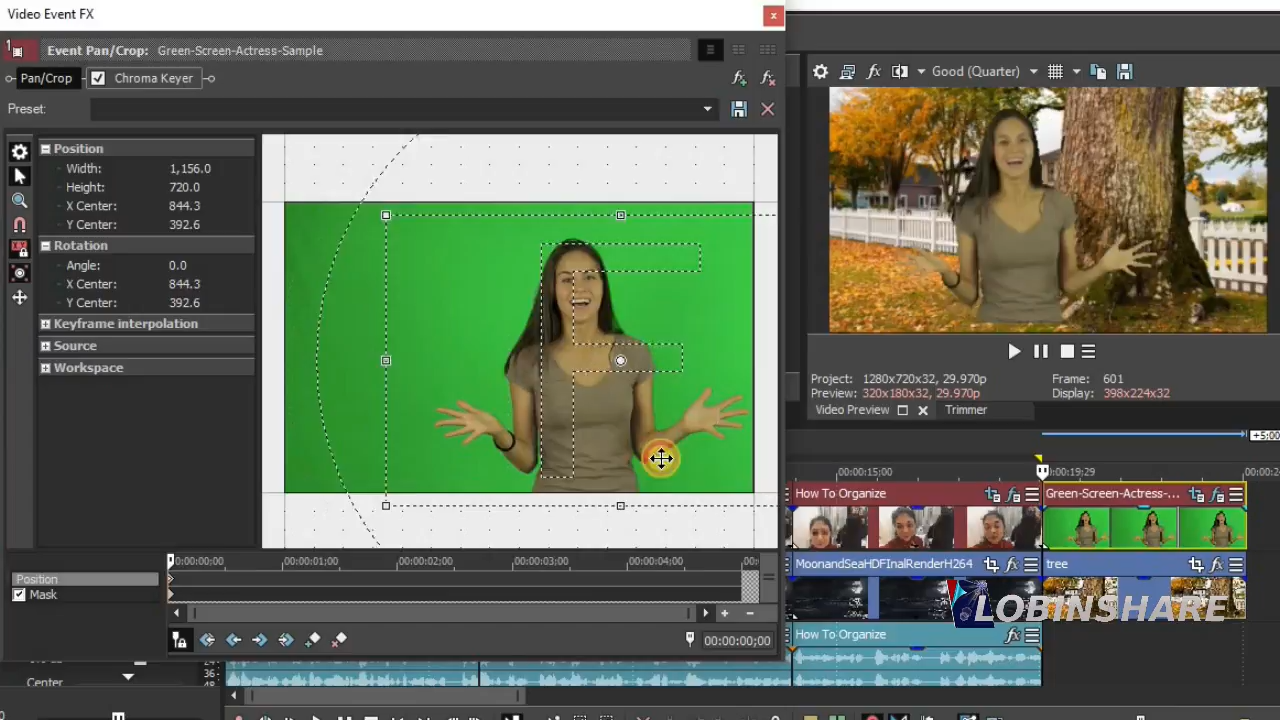 Video Event FX
x
Event Pan/Crop: Green-Screen-Actress-Sample
Pan/Crop
Chroma Keyer
Preset:
Position
Width: 1,156.0
Height: 720.0
X Center: 844.3
Y Center: 392.6
Rotation
Angle: 0.0
X Center: 844.3
Y Center: 392.6
Keyframe interpolation
Source
Workspace
00:00:00:00
00:00:01;00
00:00:02;00
00:00:03;00
00:00:04;00
Position
Mask
00:00:00;00
Good (Quarter)
Project: 1280x720x32, 29.970p
Frame: 601
Preview: 320x180x32, 29.970p
Display: 398x224x32
Video Preview
Trimmer
+5:00
00:00:15;00
00:00:19;29
How To Organize
Green-Screen-Actress-...
MoonandSeaHDFInalRenderH264
tree
LOBINSHARE
How To Organize
Center
24
36
48